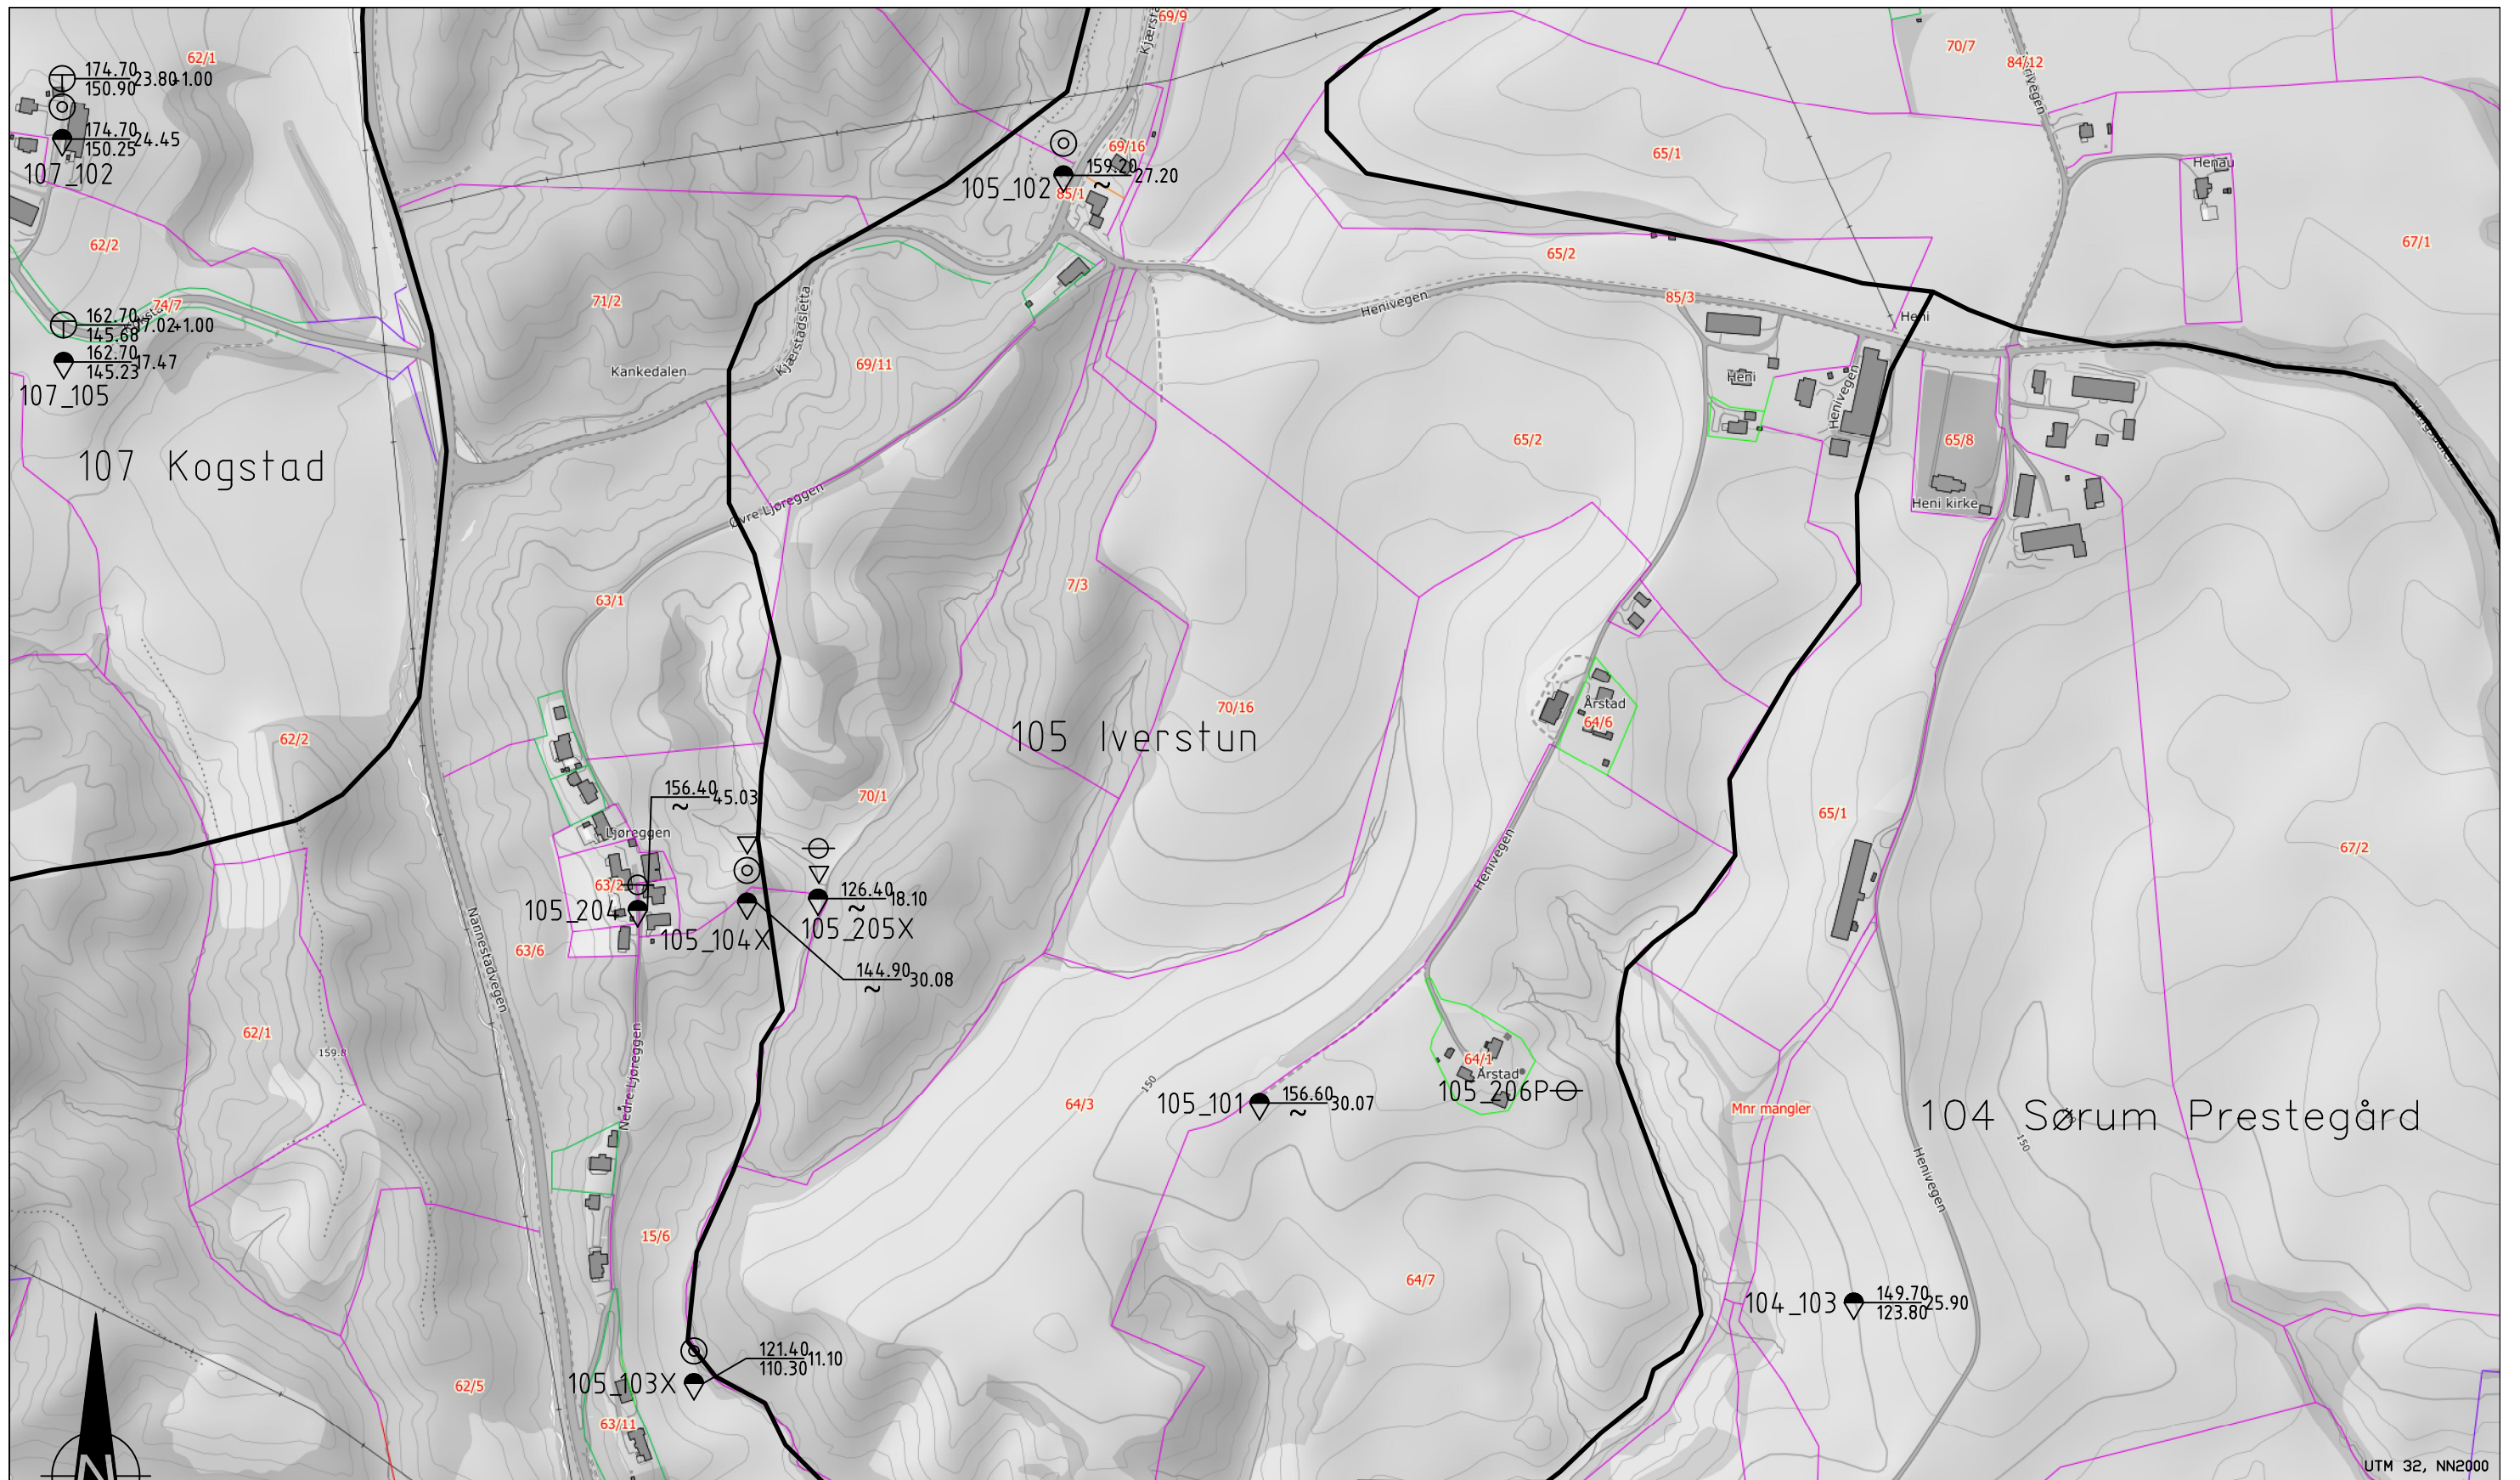 69/9
Kjærsta
62/1
70/7
84/12
174.70 23.80+1.00
150.90
174.70 24.45
150.25
107_102
69/16
65/1
Henau
105_102 159.20 27.20
~
85/1
62/2
65/2
67/1
74/7
71/2
Kjærstadsletta
Henivegen
85/3
Heni
162.70 17.02+1.00
145.68
162.70 17.47
145.23
107_105
Kankedalen
69/11
Heni
Henivegen
107 Kogstad
65/2
65/8
Øvre Ljøreggen
Heni kirke
63/1
7/3
62/2
70/16
Årstad
64/6
105 Iverstun
156.40 45.03
~
70/1
65/1
Ljøreggen
67/2
Henivegen
63/2
105_204
126.40 18.10
~
105_104X
105_205X
63/6
Nannestadvegen
144.90 30.08
~
62/1
159.8
Nedre Ljøreggen
64/1
Årstad
150
64/3
105_101 156.60 30.07
~
105_206P
Mnr mangler
104 Sørum Prestegård
150
Henivegen
15/6
64/7
104_103 149.70 25.90
123.80
121.40 11.10
110.30
105_103X
62/5
63/11
N
UTM 32, NN2000